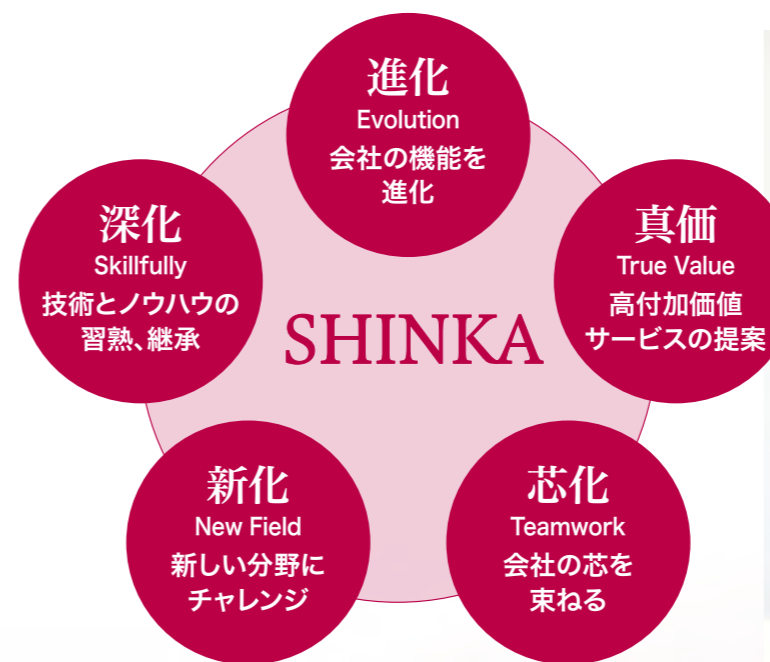 進化
Evolution
会社の機能を
進化
深化
Skillfully
技術とノウハウの
習熟、継承
真価
True Value
高付加価値
サービスの提案
SHINKA
新化
New Field
新しい分野に
チャレンジ
芯化
Teamwork
会社の芯を
束ねる